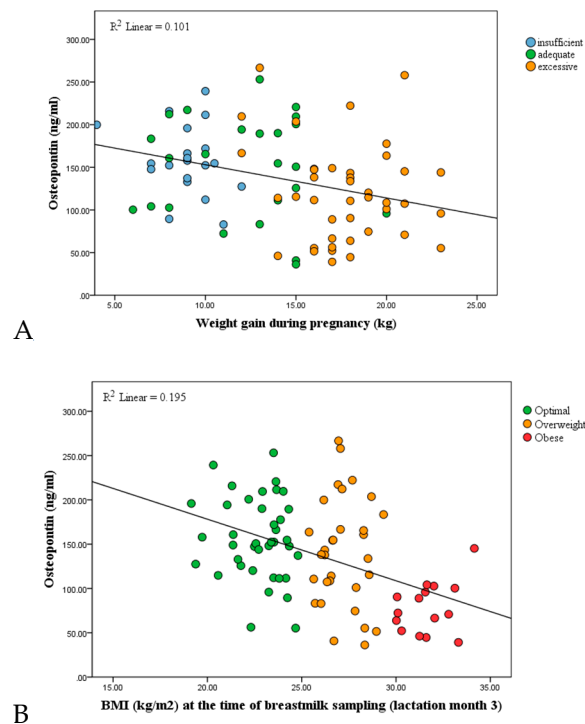 R² Linear = 0.101
insufficient
adequate
excessive
300.00
250.00
200.00
150.00
100.00
50.00
.00
Osteopontin (ng/ml)
5.00 10.00 15.00 20.00 25.00
Weight gain during pregnancy (kg)
A
R² Linear = 0.195
Optimal
Overweight
Obese
300.00
250.00
200.00
150.00
100.00
50.00
.00
Osteopontin (ng/ml)
15.00 20.00 25.00 30.00 35.00
BMI (kg/m2) at the time of breastmilk sampling (lactation month 3)
B